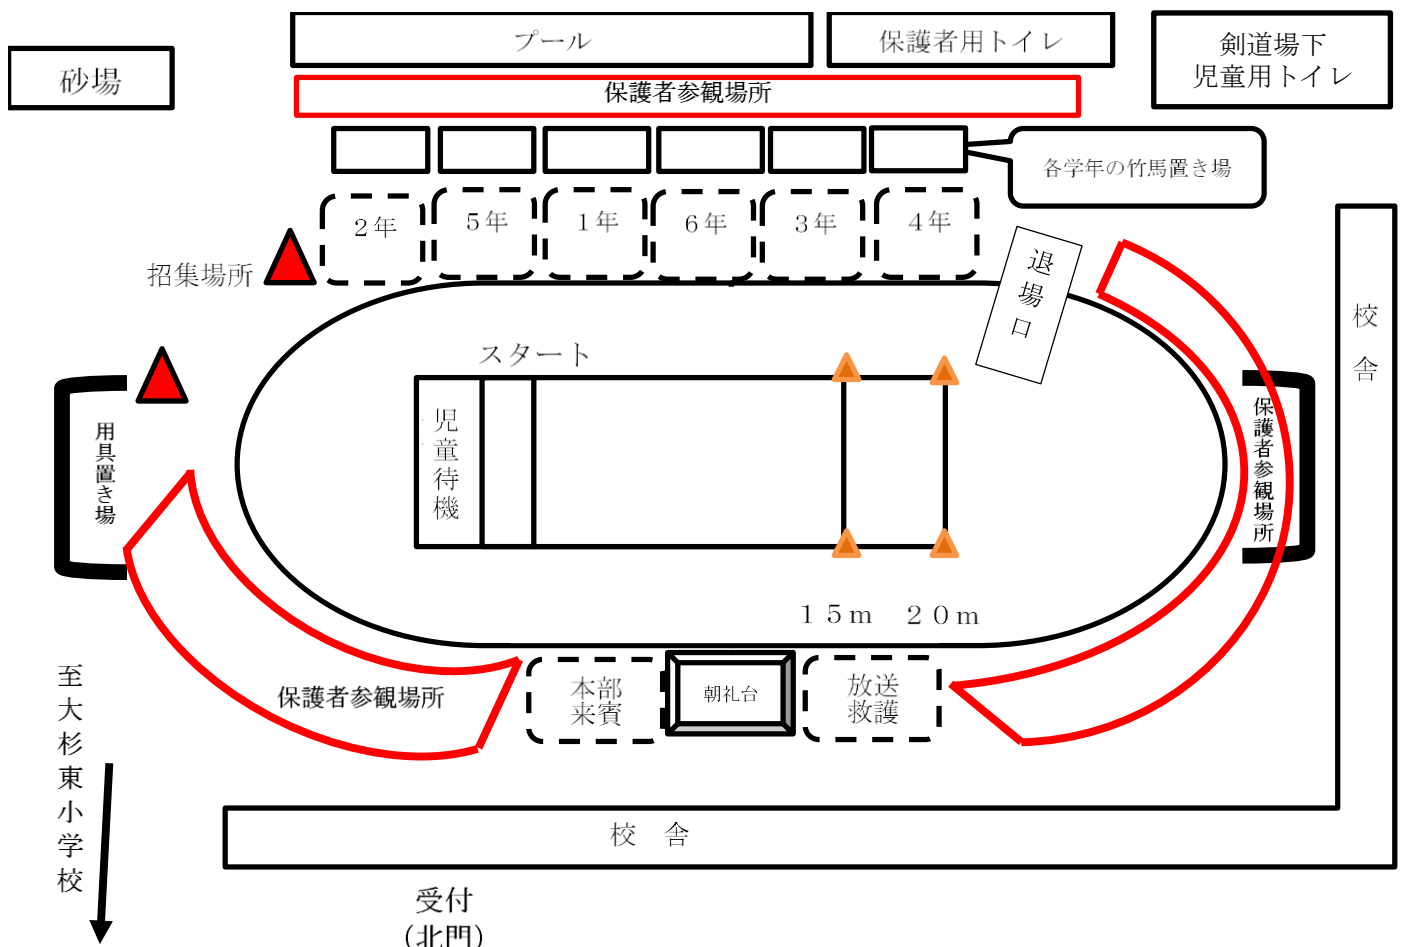 プール
保護者用トイレ
剣道場下
児童用トイレ
砂場
保護者参観場所
各学年の竹馬置き場
２年
５年
１年
６年
３年
４年
招集場所
退場口
校舎
スタート
児童待機
用具置き場
保護者参観場所
１５ｍ
２０ｍ
保護者参観場所
本部
来賓
朝礼台
放送
救護
至大杉東小学校
校　舎
受付
（北門）